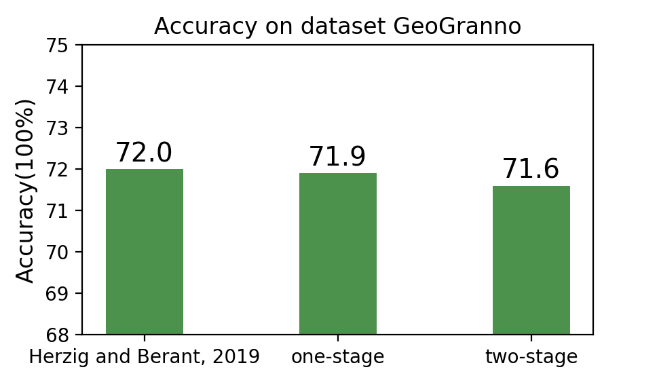 Accuracy on dataset GeoGranno
Accuracy(100%)
75
74
73
72
71
70
69
68
72.0
71.9
71.6
Herzig and Berant, 2019
one-stage
two-stage